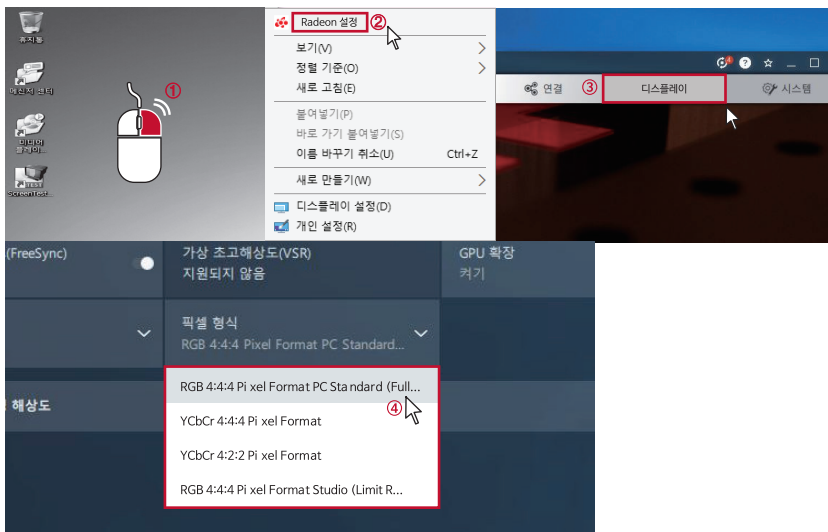 휴지통
미디어
플레이..
ScreenTest...
①
Radeon 설정 ②
보기(V)
정렬 기준(O)
새로 고침(E)
붙여넣기(P)
바로 가기 붙여넣기(S)
이름 바꾸기 취소(U) Ctrl+Z
새로 만들기(W)
디스플레이 설정(D)
개인 설정(R)
연결 ③ 디스플레이 시스템
(FreeSync)
가상 초고해상도(VSR)
지원되지 않음
GPU 확장
켜기
픽셀 형식
RGB 4:4:4 Pixel Format PC Standard...
해상도
RGB 4:4:4 Pi xel Format PC Sta ndard (Full...
④
YCbCr 4:4:4 Pi xel Format
YCbCr 4:2:2 Pi xel Format
RGB 4:4:4 Pi xel Format Studio (Limit R...